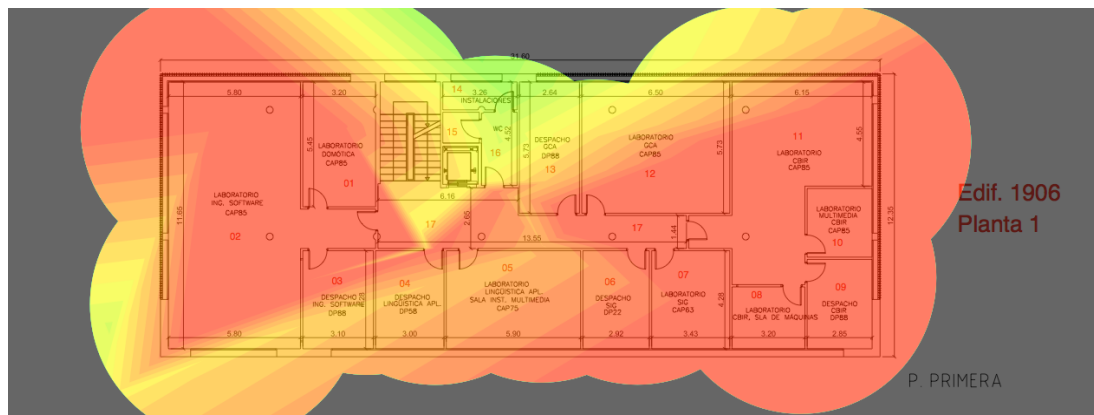 31.60
5.80
3.20
3.26
2.64
6.50
6.15
14
INSTALACIONES
15
WC
4.52
16
5.45
LABORATORIO
DOMÓTICA
CAP85
01
5.73
DESPACHO
GCA
DP88
13
LABORATORIO
GCA
CAP85
12
5.73
11
LABORATORIO
CBIR
CAP85
4.55
11.65
LABORATORIO
ING. SOFTWARE
CAP85
02
6.16
2.65
17
13.55
17
1.44
LABORATORIO
MULTIMEDIA
CBIR
CAP85
10
12.35
Edif. 1906
Planta 1
03
DESPACHO
ING. SOFTWARE
DP88
4.28
04
DESPACHO
LINGÜÍSTICA APL.
DP58
05
LABORATORIO
LINGÜÍSTICA APL.
SALA INST. MULTIMEDIA
CAP75
06
DESPACHO
SIG
DP22
07
LABORATORIO
SIG
CAP63
4.28
08
LABORATORIO
CBIR, SLA DE MÁQUINAS
09
DESPACHO
CBIR
DP88
5.80
3.10
3.00
5.90
2.92
3.43
3.20
2.85
P. PRIMERA